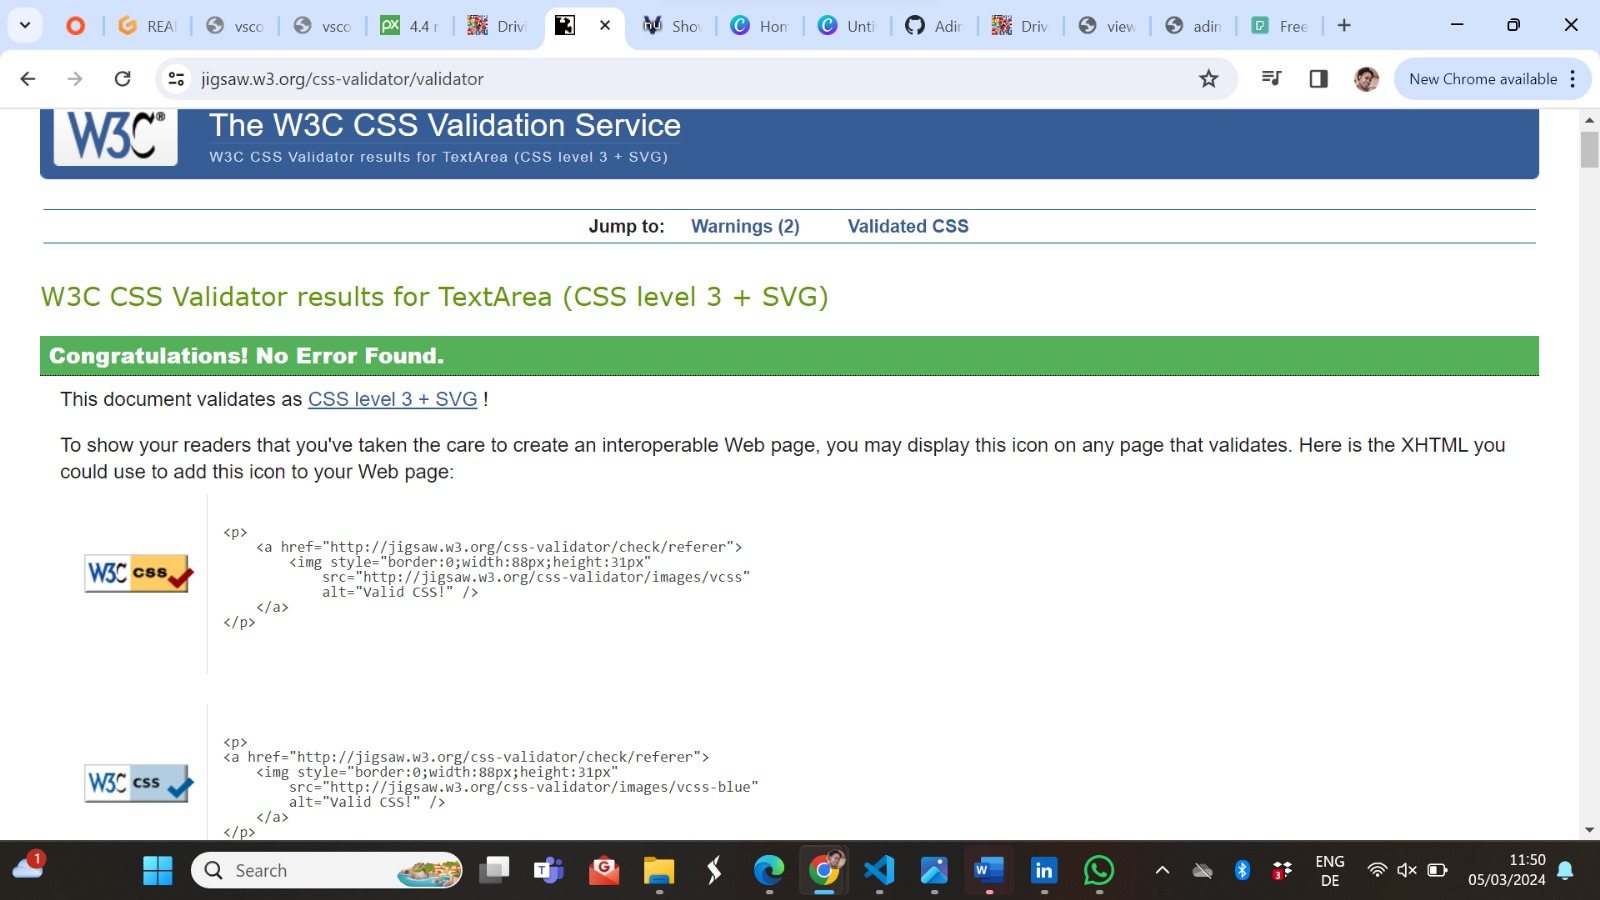 REA
vsco
vsco
4.4 r
Drivi
Sho
Hom
Unti
Adin
Driv
view
adin
Free
jigsaw.w3.org/css-validator/validator
New Chrome available
W3C®
The W3C CSS Validation Service
W3C CSS Validator results for TextArea (CSS level 3 + SVG)
Jump to: Warnings (2) Validated CSS
W3C CSS Validator results for TextArea (CSS level 3 + SVG)
Congratulations! No Error Found.
This document validates as CSS level 3 + SVG !
To show your readers that you've taken the care to create an interoperable Web page, you may display this icon on any page that validates. Here is the XHTML you
could use to add this icon to your Web page:
W3C css
<p>
<a href="http://jigsaw.w3.org/css-validator/check/referer">
<img style="border:0;width:88px;height:31px"
src="http://jigsaw.w3.org/css-validator/images/vcss"
alt="Valid CSS!" />
</a>
</p>
W3C css
<p>
<a href="http://jigsaw.w3.org/css-validator/check/referer">
<img style="border:0;width:88px;height:31px"
src="http://jigsaw.w3.org/css-validator/images/vcss-blue"
alt="Valid CSS!" />
</a>
</p>
1
Search
3
ENG
DE
11:50
05/03/2024